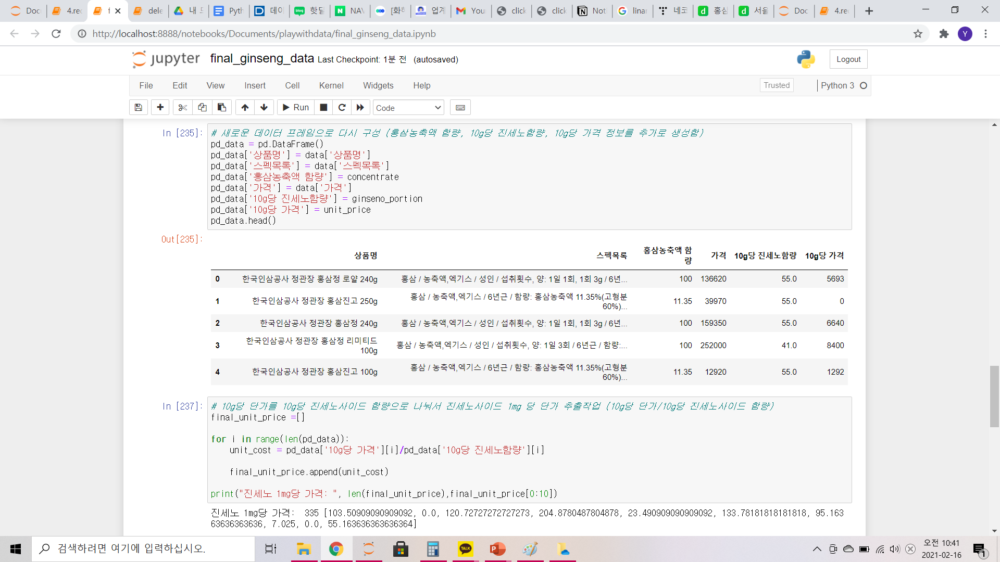 Doc
4.rec
f
dele
내 드
Pyth
데이
핫딜
NAV
[화하
업계
Your
click
click
Noti
linar
네코
홍삼
서울
Doc
4.rec
http://localhost:8888/notebooks/Documents/playwithdata/final_ginseng_data.ipynb
Y
jupyter final_ginseng_data Last Checkpoint: 1분 전 (autosaved)
Logout
File Edit View Insert Cell Kernel Widgets Help
Trusted Python 3
Run Code
In [235]:
# 새로운 데이터 프레임으로 다시 구성 (홍삼농축액 함량, 10g당 진세노함량, 10g당 가격 정보를 추가로 생성함)
pd_data = pd.DataFrame()
pd_data['상품명'] = data['상품명']
pd_data['스펙목록'] = data['스펙목록']
pd_data['홍삼농축액 함량'] = concentrate
pd_data['가격'] = data['가격']
pd_data['10g당 진세노함량'] = ginseno_portion
pd_data['10g당 가격'] = unit_price
pd_data.head()
Out[235]:
상품명 스펙목록 홍삼농축액 함량 가격 10g당 진세노함량 10g당 가격
0 한국인삼공사 정관장 홍삼정 로얄 240g 홍삼 / 농축액,엑기스 / 성인 / 섭취횟수, 양: 1일 1회, 1회 3g / 6년... 100 136620 55.0 5693
1 한국인삼공사 정관장 홍삼진고 250g 홍삼 / 농축액,엑기스 / 6년근 / 함량: 홍삼농축액 11.35%(고형분 60%)... 11.35 39970 55.0 0
2 한국인삼공사 정관장 홍삼정 240g 홍삼 / 농축액,엑기스 / 성인 / 섭취횟수, 양: 1일 1회, 1회 3g / 6년... 100 159350 55.0 6640
3 한국인삼공사 정관장 홍삼정 리미티드 100g 홍삼 / 농축액,엑기스 / 성인 / 섭취횟수, 양: 1일 3회 / 6년근 / 함량:... 100 252000 41.0 8400
4 한국인삼공사 정관장 홍삼진고 100g 홍삼 / 농축액,엑기스 / 6년근 / 함량: 홍삼농축액 11.35%(고형분 60%)... 11.35 12920 55.0 1292
In [237]:
# 10g당 단가를 10g당 진세노사이드 함량으로 나눠서 진세노사이드 1mg 당 단가 추출작업 (10g당 단가/10g당 진세노사이드 함량)
final_unit_price =[]
for i in range(len(pd_data)):
unit_cost = pd_data['10g당 가격'][i]/pd_data['10g당 진세노함량'][i]
final_unit_price.append(unit_cost)
print("진세노 1mg당 가격: ", len(final_unit_price),final_unit_price[0:10])
진세노 1mg당 가격:  335 [103.50909090909092, 0.0, 120.72727272727273, 204.8780487804878, 23.490909090909092, 133.78181818181818, 95.163
63636363636, 7.025, 0.0, 55.163636363636364]
검색하려면 여기에 입력하십시오.
TALK
오전 10:41
2021-02-16
1